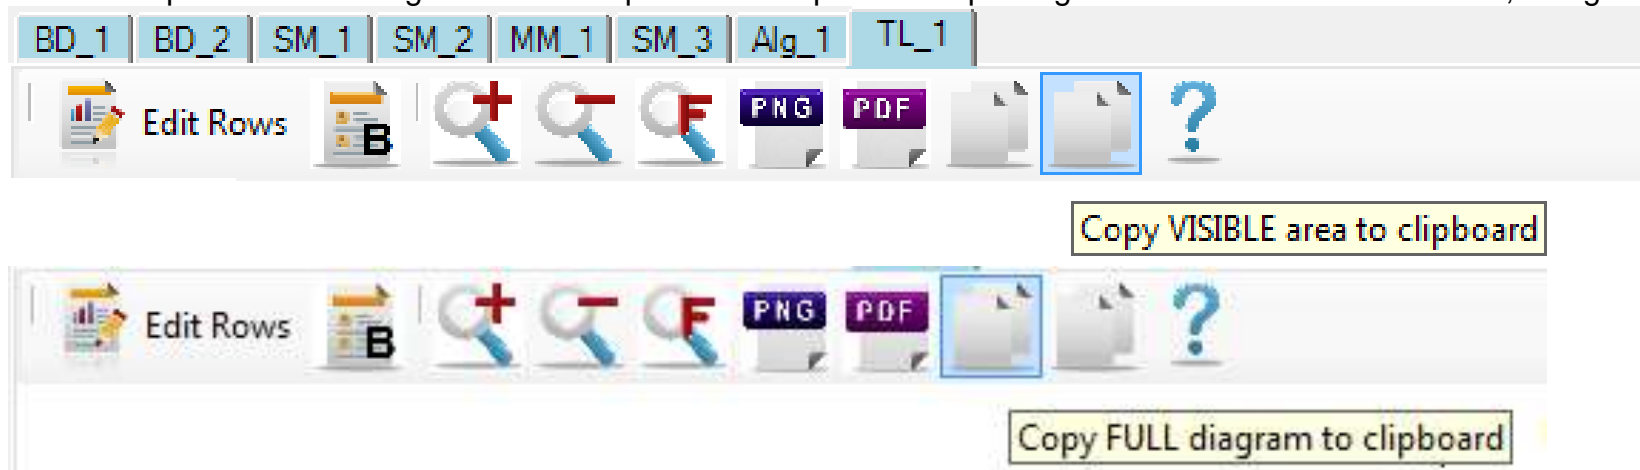 BD_1 BD_2 SM_1 SM_2 MM_1 SM_3 Alg_1 TL_1
Edit Rows B F PNG PDF ?
Copy VISIBLE area to clipboard
Edit Rows B F PNG PDF ?
Copy FULL diagram to clipboard